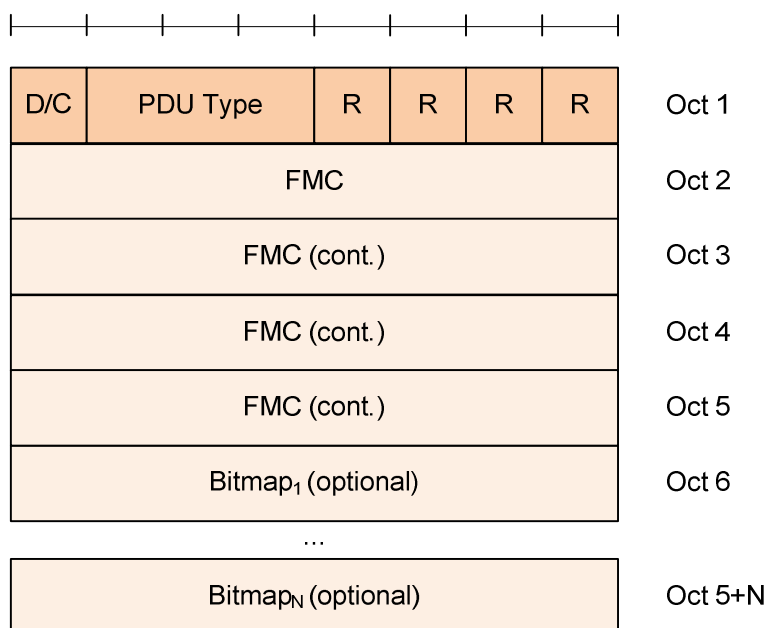 D/C PDU Type R R R R Oct 1
FMC Oct 2
FMC (cont.) Oct 3
FMC (cont.) Oct 4
FMC (cont.) Oct 5
Bitmap₁ (optional) Oct 6
...
Bitmap_N (optional) Oct 5+N